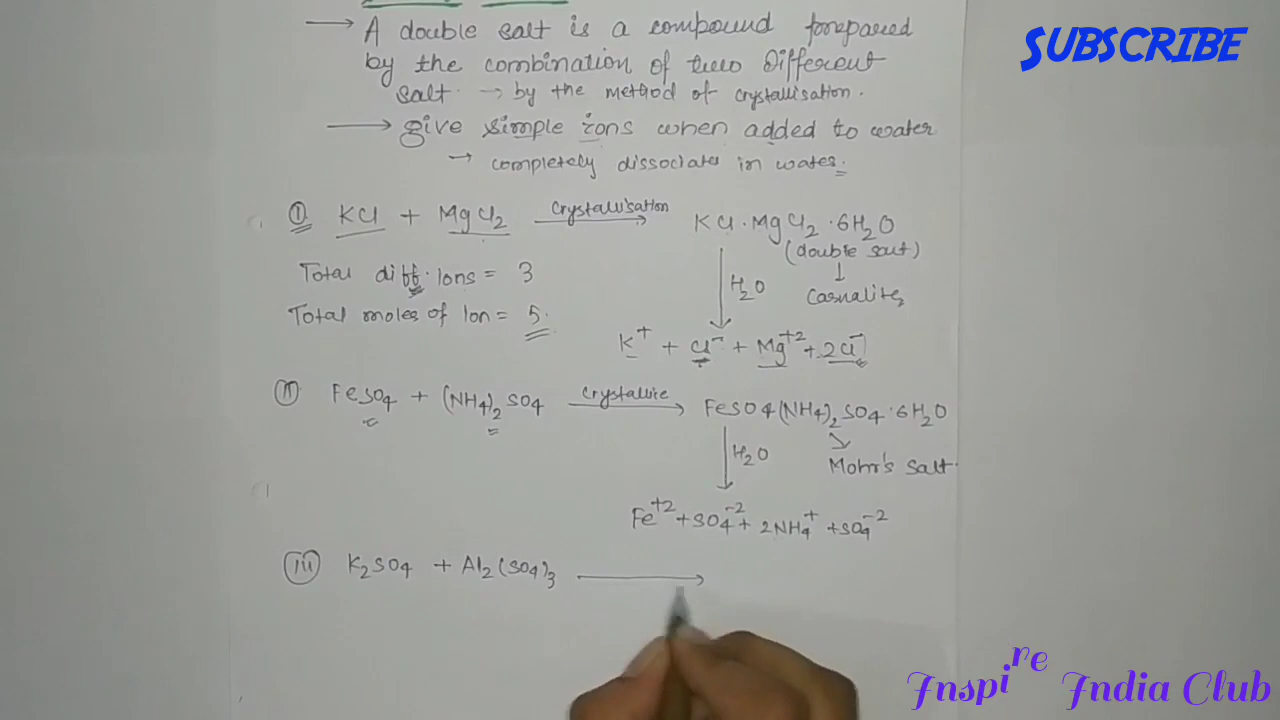 → A double salt is a compound prepared
SUBSCRIBE
by the combination of two Different
salt. → by the method of crystallisation.
→ give simple ions when added to water
→ completely dissociates in water.
(I) KCl + MgCl2 Crystallisation → KCl·MgCl2·6H2O
(double salt)
↓ H2O
↓
Carnalite
Total diff. Ions = 3
Total moles of Ion = 5.
K+ + Cl- + Mg+2 + 2Cl-
(II) FeSO4 + (NH4)2SO4 Crystallise → FeSO4(NH4)2SO4·6H2O
↓ H2O
Mohr's salt.
Fe+2 + SO4-2 + 2NH4+ + SO4-2
(III) K2SO4 + Al2(SO4)3 →
Inspire India Club